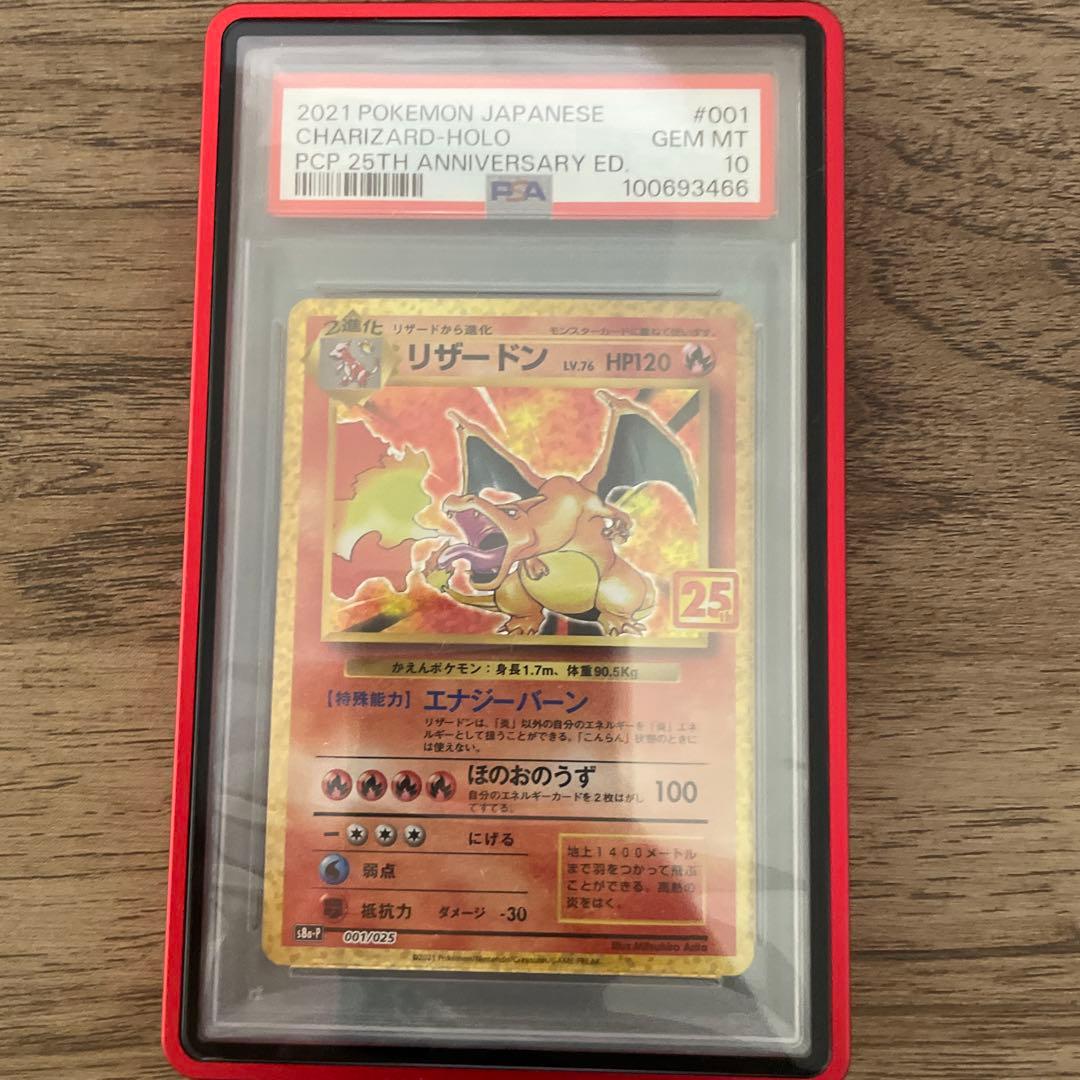 2021 POKEMON JAPANESE #001
CHARIZARD-HOLO GEM MT
PCP 25TH ANNIVERSARY ED. 10
PSA 100693466
2進化 リザードから進化 モンスターカードに重ねて使います。
リザードン LV.76 HP120
25th
かえんポケモン：身長1.7m、体重90.5Kg
【特殊能力】エナジーバーン
リザードンは、「炎」以外の自分のエネルギーを「炎」エネ
ルギーとして扱うことができる。「こんらん」状態のときに
は使えない。
ほのおのうず 100
自分のエネルギーカードを2枚はがし
てすてる。
ー にげる
弱点
抵抗力 ダメージ -30
地上1400メートル
まで羽をつかって飛ぶ
ことができる。高熱の
炎をはく。
s8a-P 001/025
Illus. Mitsuhiro Arita
©2021 Pokémon/Nintendo/Creatures/GAME FREAK.